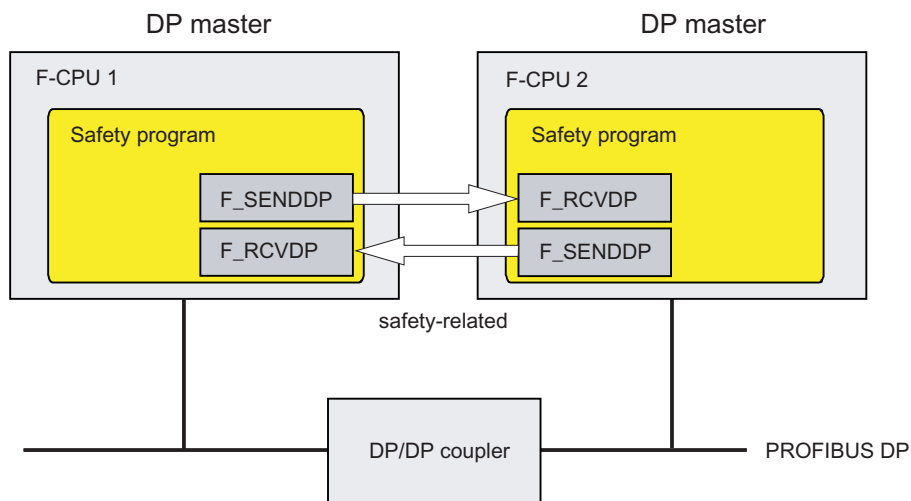 DP master
DP master
F-CPU 1
F-CPU 2
Safety program
Safety program
F_SENDDP
F_RCVDP
F_RCVDP
F_SENDDP
safety-related
DP/DP coupler
PROFIBUS DP